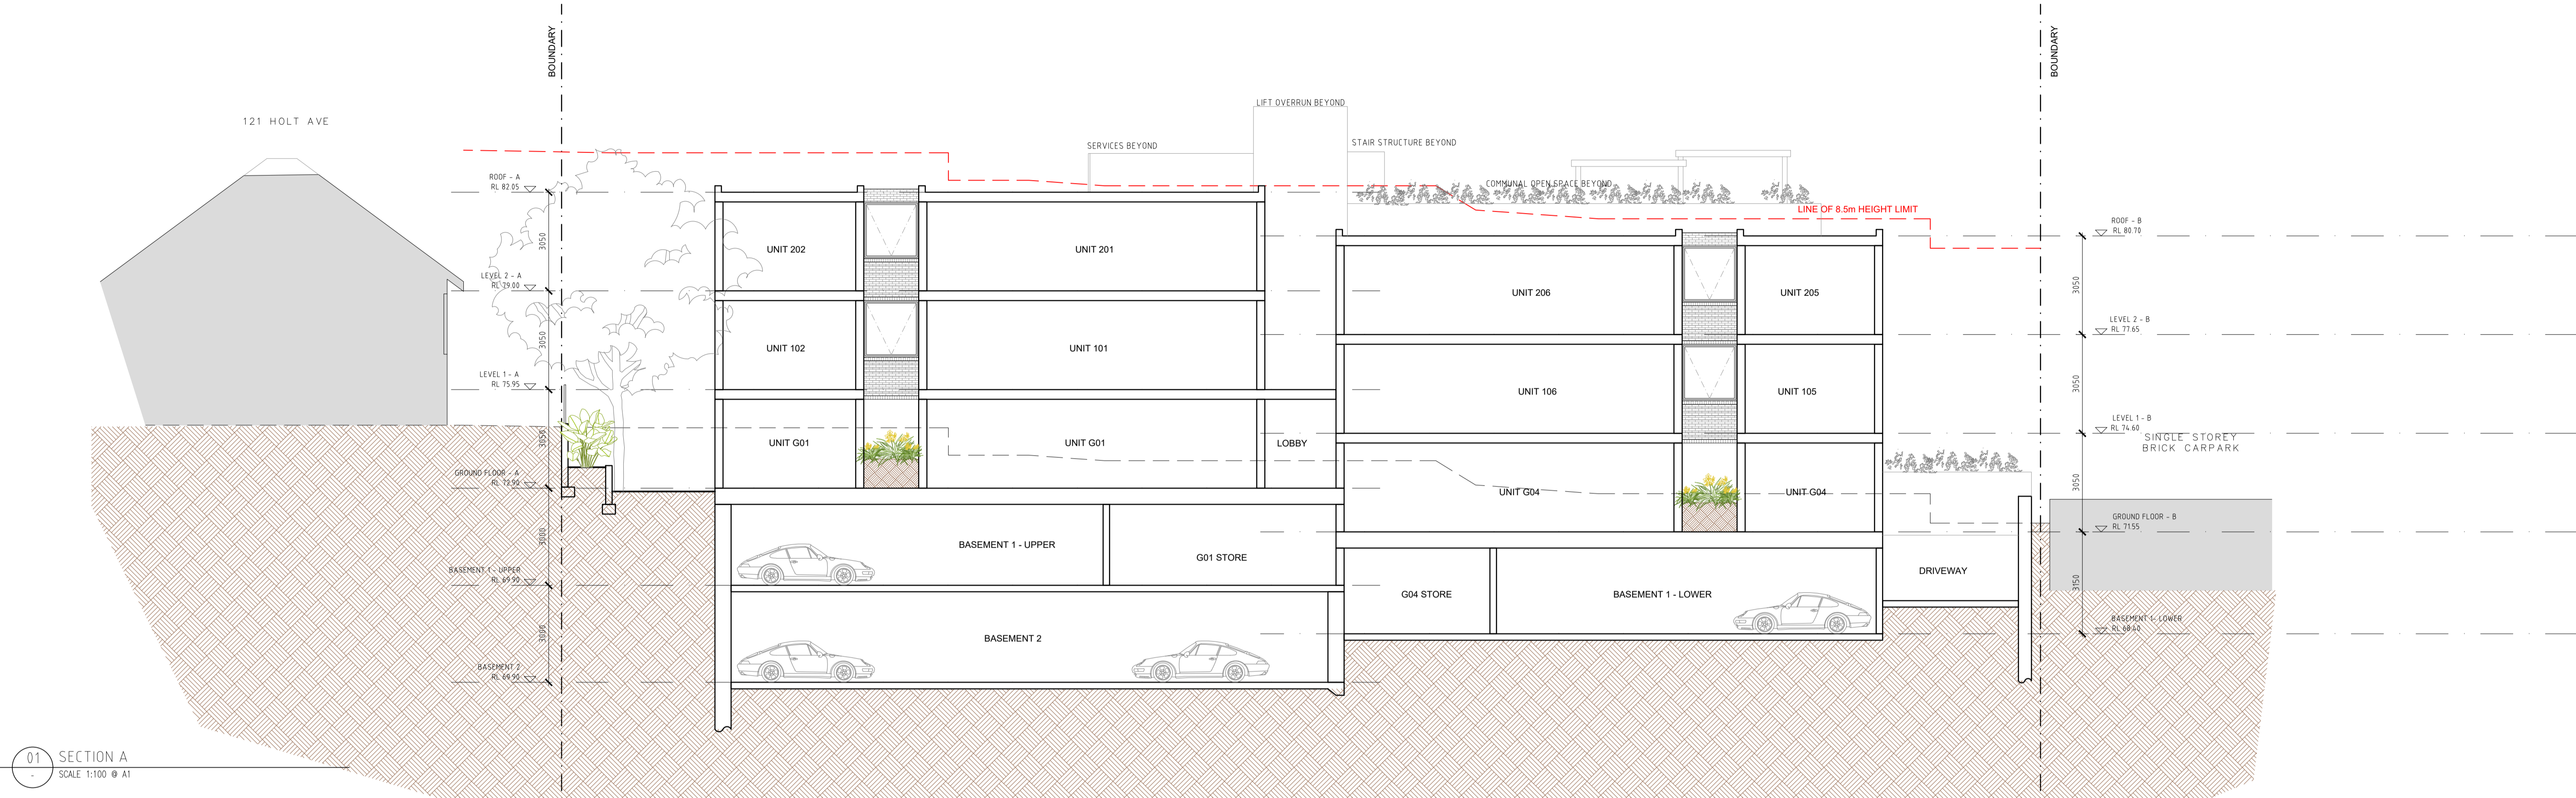 BOUNDARY
BOUNDARY
LIFT OVERRUN BEYOND
121 HOLT AVE
SERVICES BEYOND
STAIR STRUCTURE BEYOND
COMMUNAL OPEN SPACE BEYOND
LINE OF 8.5m HEIGHT LIMIT
ROOF - A
RL 82.05
3050
LEVEL 2 - A
RL 79.00
3050
LEVEL 1 - A
RL 75.95
3050
GROUND FLOOR - A
RL 72.90
3000
BASEMENT 1 - UPPER
RL 69.90
3000
BASEMENT 2
RL 69.90
UNIT 202
UNIT 201
UNIT 102
UNIT 101
UNIT G01
UNIT G01
LOBBY
BASEMENT 1 - UPPER
G01 STORE
BASEMENT 2
UNIT 206
UNIT 205
UNIT 106
UNIT 105
UNIT G04
UNIT G04
G04 STORE
BASEMENT 1 - LOWER
DRIVEWAY
ROOF - B
RL 80.70
3050
LEVEL 2 - B
RL 77.65
3050
LEVEL 1 - B
RL 74.60
SINGLE STOREY
BRICK CARPARK
3050
GROUND FLOOR - B
RL 71.55
3150
BASEMENT 1- LOWER
RL 68.40
01
-
SECTION A
SCALE 1:100 @ A1